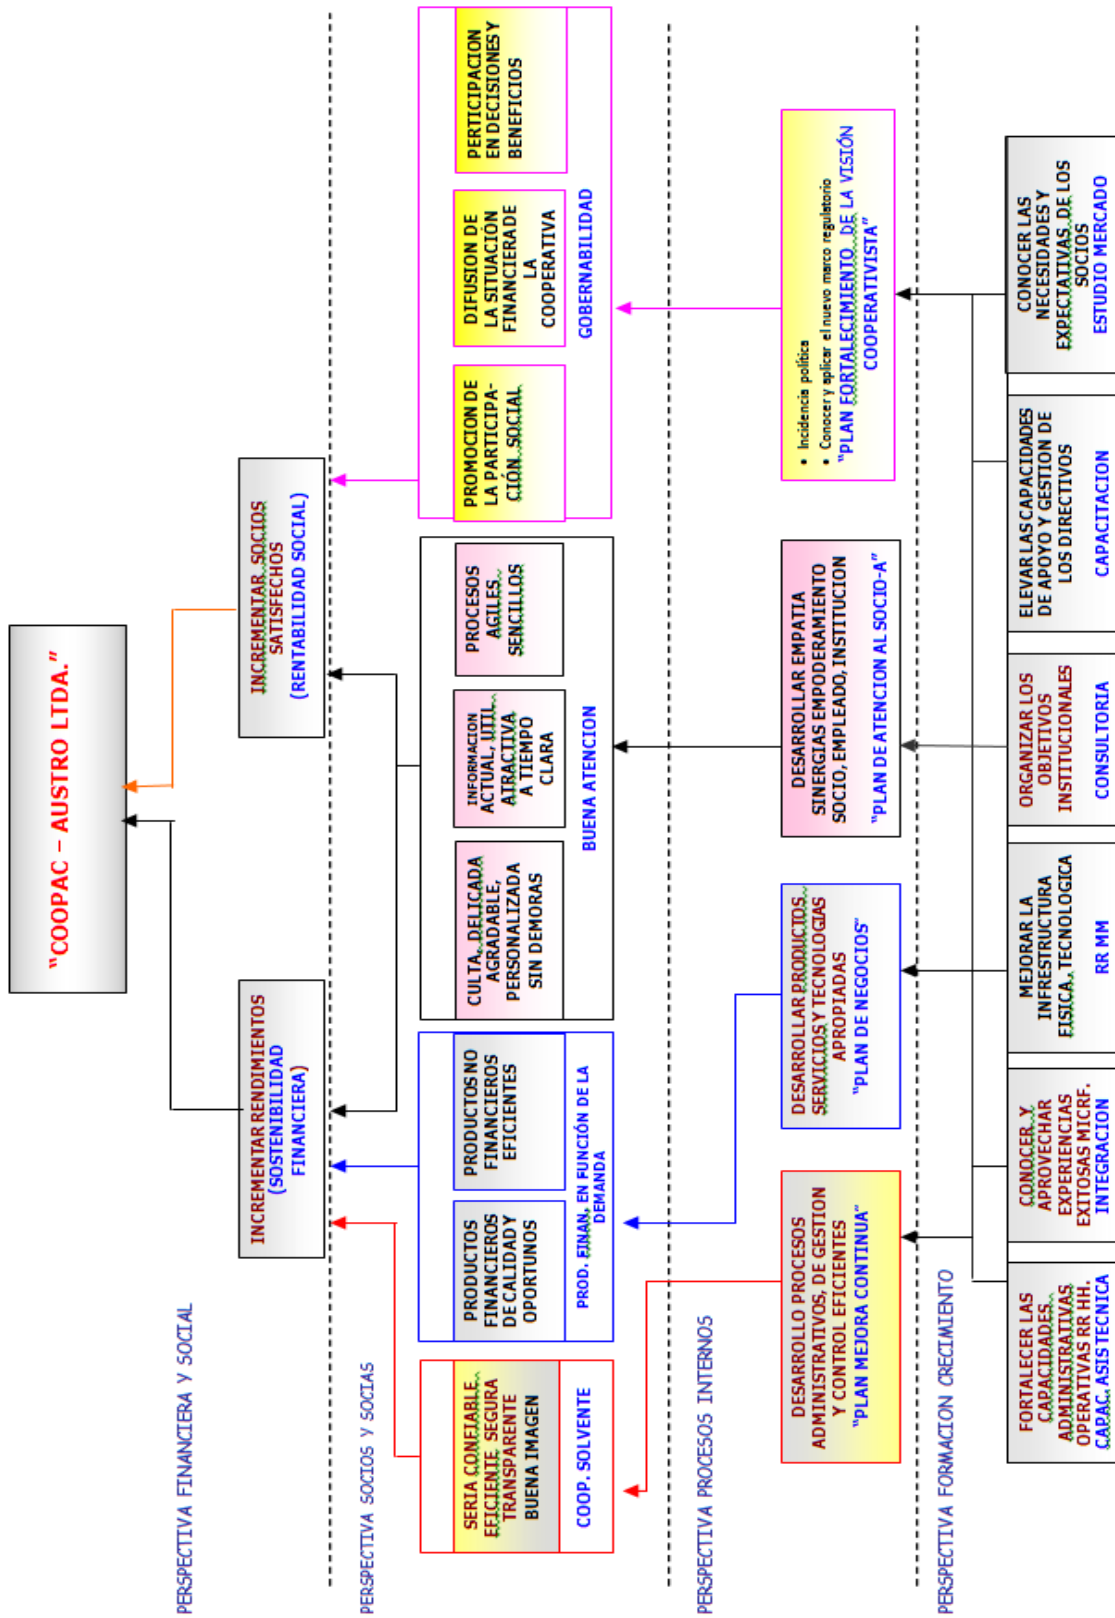 "COOPAC – AUSTRO LTDA."
PERSPECTIVA FINANCIERA Y SOCIAL
INCREMENTAR RENDIMIENTOS
(SOSTENIBILIDAD
FINANCIERA)
INCREMENTAR SOCIOS
SATISFECHOS
(RENTABILIDAD SOCIAL)
PERSPECTIVA SOCIOS Y SOCIAS
SERIA CONFIABLE,
EFICIENTE, SEGURA
TRANSPARENTE
BUENA IMAGEN
COOP. SOLVENTE
PRODUCTOS
FINANCIEROS
DE CALIDAD Y
OPORTUNOS
PRODUCTOS NO
FINANCIEROS
EFICIENTES
PROD. FINAN, EN FUNCIÓN DE LA
DEMANDA
CULTA, DELICADA
AGRADABLE,
PERSONALIZADA
SIN DEMORAS
INFORMACION
ACTUAL, UTIL,
ATRACTIVA
A TIEMPO
CLARA
PROCESOS
AGILES
SENCILLOS
BUENA ATENCION
PROMOCION DE
LA PARTICIPA-
CIÓN SOCIAL
DIFUSION DE
LA SITUACIÓN
FINANCIERA DE
LA
COOPERATIVA
PERTICIPACION
EN DECISIONES Y
BENEFICIOS
GOBERNABILIDAD
PERSPECTIVA PROCESOS INTERNOS
DESARROLLO PROCESOS
ADMINISTRATIVOS, DE GESTION
Y CONTROL EFICIENTES
"PLAN MEJORA CONTINUA"
DESARROLLAR PRODUCTOS,
SERVICIOS Y TECNOLOGIAS
APROPIADAS
"PLAN DE NEGOCIOS"
DESARROLLAR EMPATIA
SINERGIAS EMPODERAMIENTO
SOCIO, EMPLEADO, INSTITUCION
"PLAN DE ATENCION AL SOCIO-A"
• Incidencia política
• Conocer y aplicar el nuevo marco regulatorio
"PLAN FORTALECIMIENTO DE LA VISIÓN
COOPERATIVISTA"
PERSPECTIVA FORMACION CRECIMIENTO
FORTALECER LAS
CAPACIDADES
ADMINISTRATIVAS,
OPERATIVAS RR HH.
CAPAC. ASIS TECNICA
CONOCER Y
APROVECHAR
EXPERIENCIAS
EXITOSAS MICRF.
INTEGRACION
MEJORAR LA
INFRESTRUCTURA
FISICA, TECNOLOGICA
RR MM
ORGANIZAR LOS
OBJETIVOS
INSTITUCIONALES
CONSULTORIA
ELEVAR LAS CAPACIDADES
DE APOYO Y GESTION DE
LOS DIRECTIVOS
CAPACITACION
CONOCER LAS
NECESIDADES Y
EXPECTATIVAS DE LOS
SOCIOS
ESTUDIO MERCADO